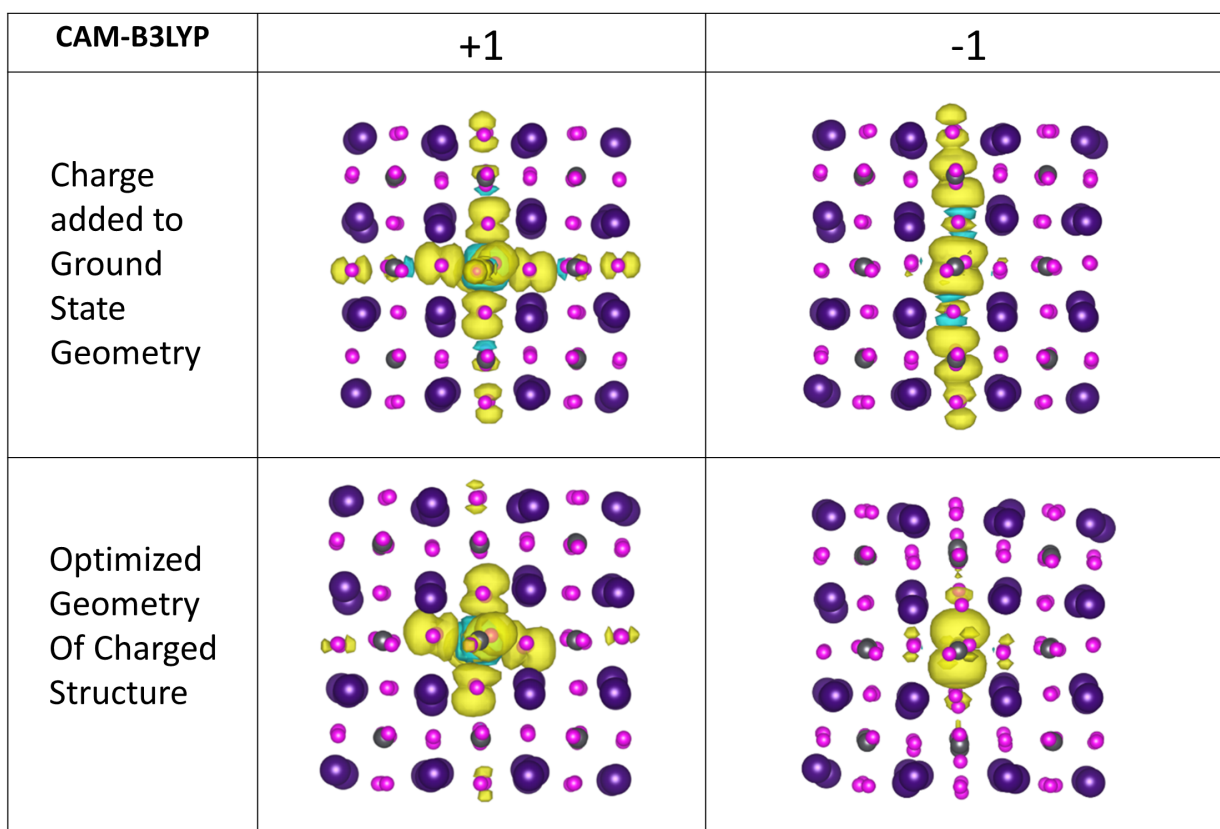 CAM-B3LYP
+1
-1
Charge
added to
Ground
State
Geometry
Optimized
Geometry
Of Charged
Structure